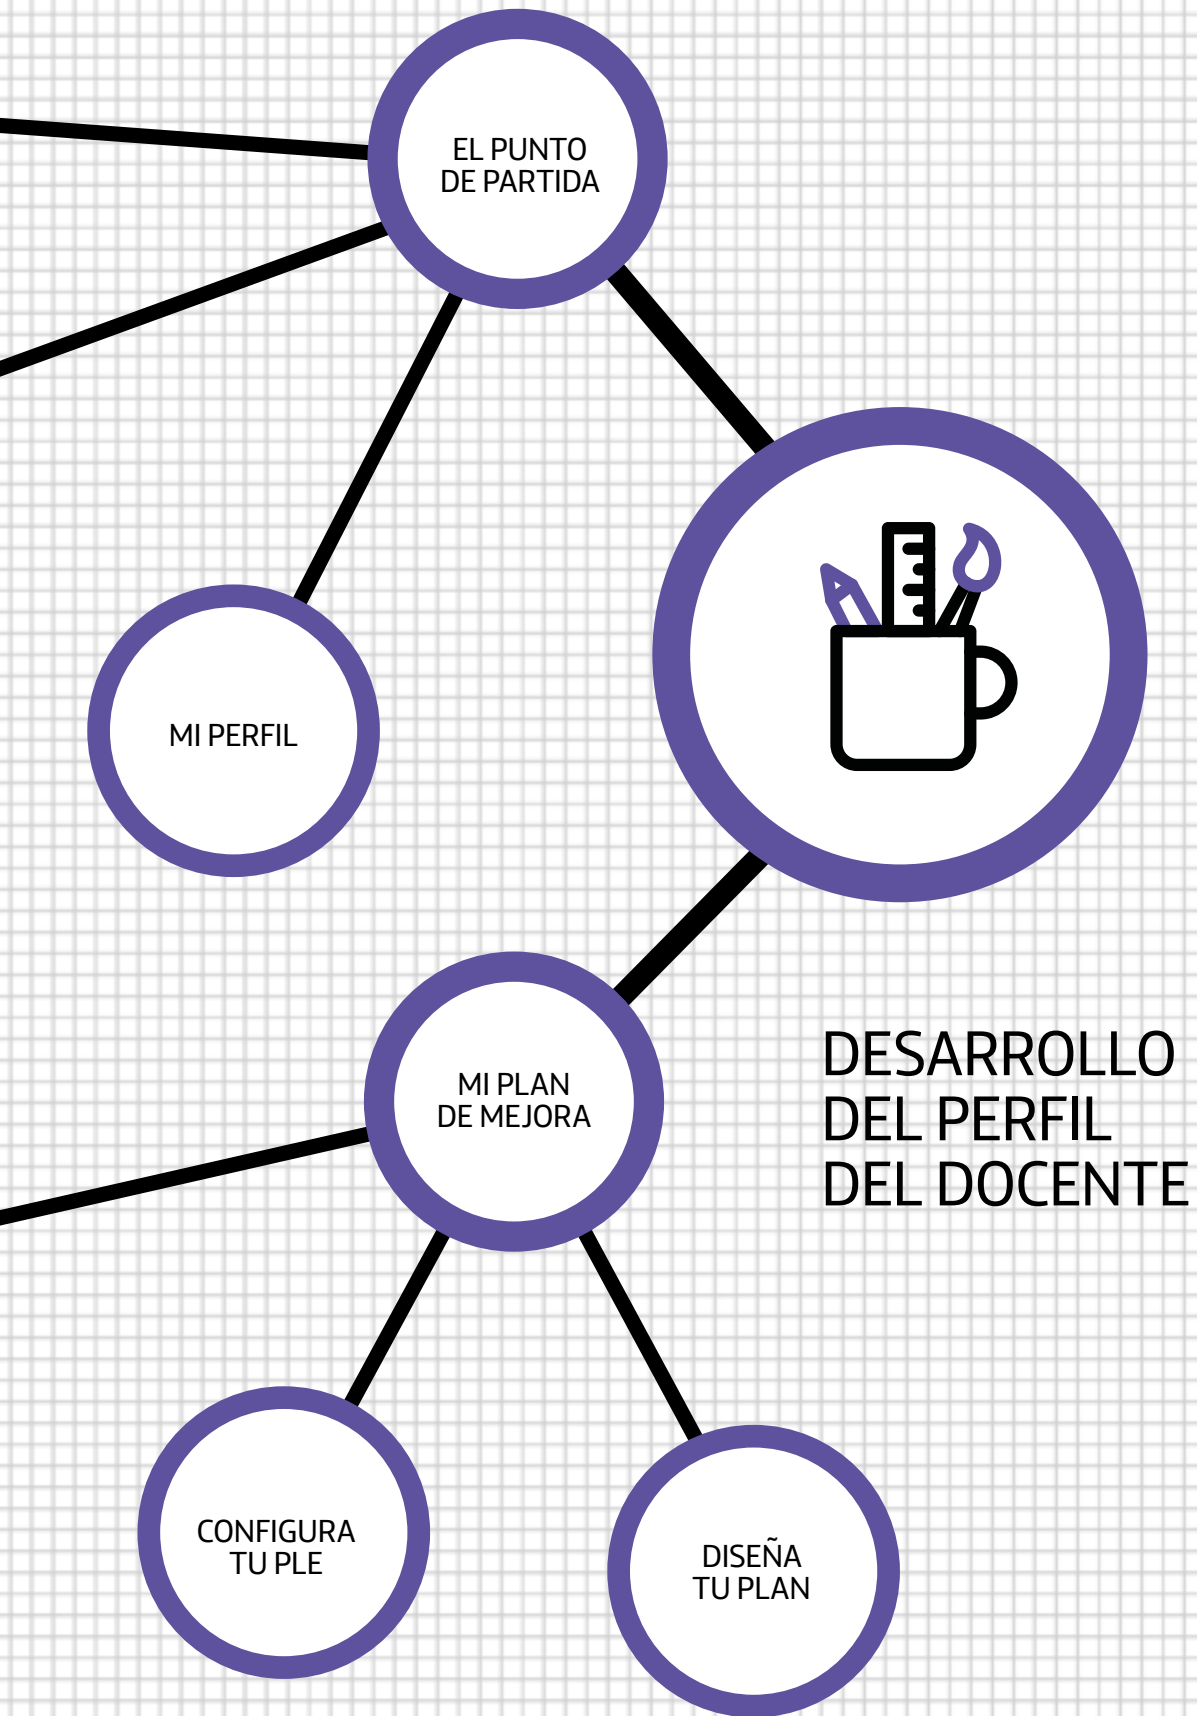 EL PUNTO
DE PARTIDA
MI PERFIL
MI PLAN
DE MEJORA
DESARROLLO
DEL PERFIL
DEL DOCENTE
CONFIGURA
TU PLE
DISEÑA
TU PLAN